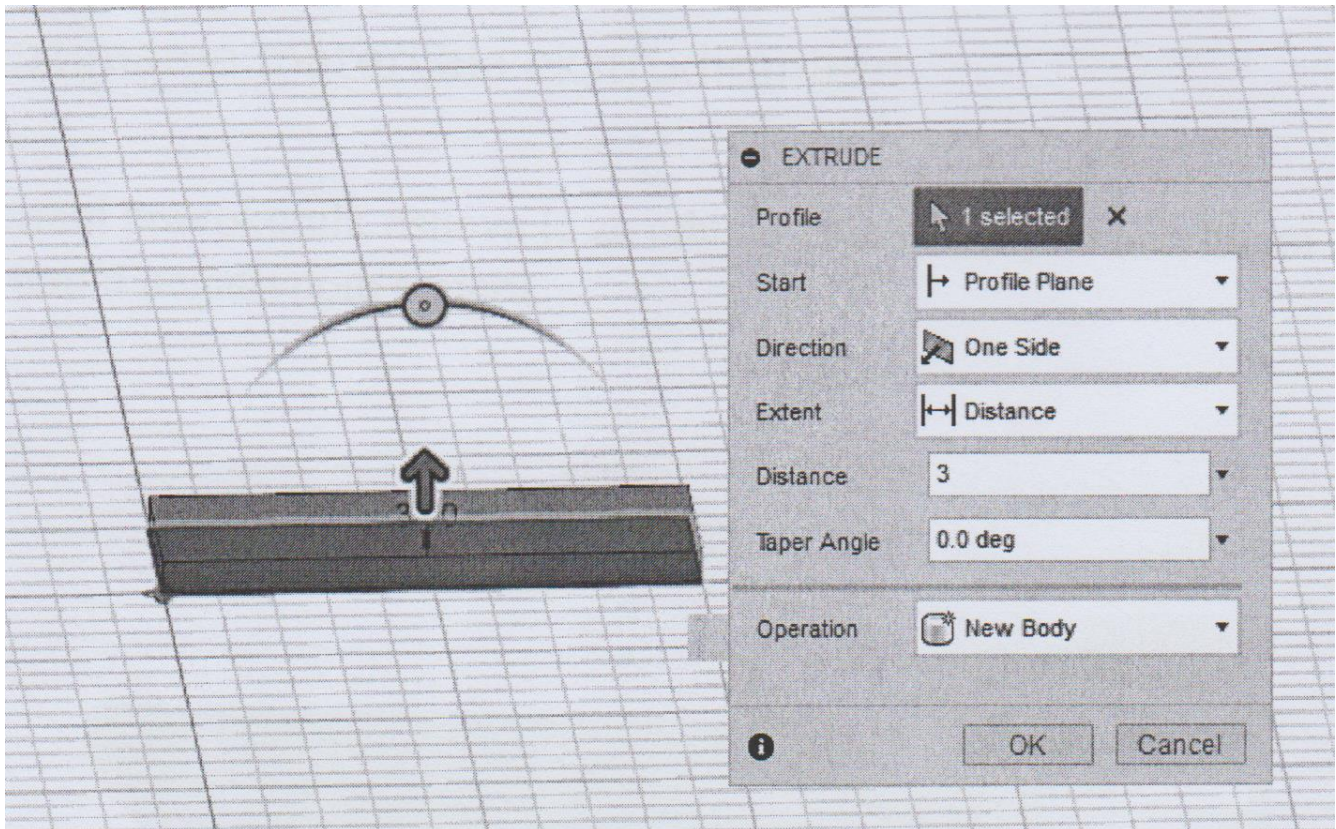 EXTRUDE
Profile
1 selected
Start
Profile Plane
Direction
One Side
Extent
Distance
Distance
3
Taper Angle
0.0 deg
Operation
New Body
OK
Cancel